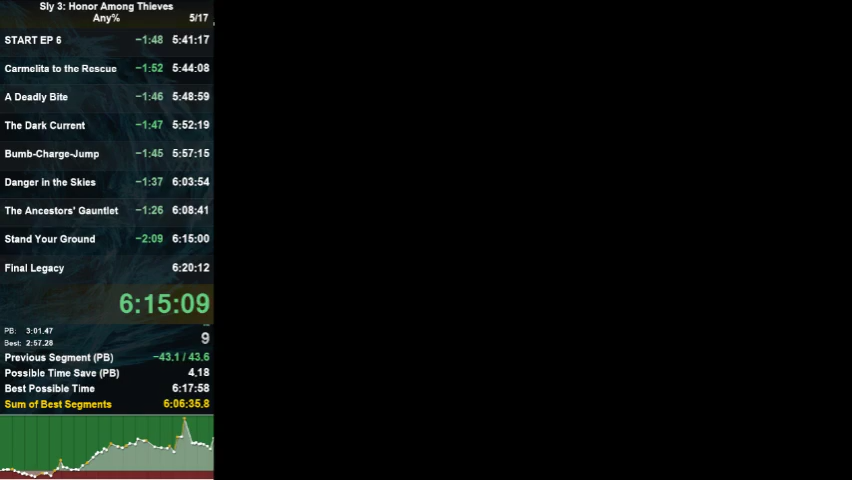 Sly 3: Honor Among Thieves
Any% 5/17
START EP 6 −1:48 5:41:17
Carmelita to the Rescue −1:52 5:44:08
A Deadly Bite −1:46 5:48:59
The Dark Current −1:47 5:52:19
Bumb-Charge-Jump −1:45 5:57:15
Danger in the Skies −1:37 6:03:54
The Ancestors' Gauntlet −1:26 6:08:41
Stand Your Ground −2:09 6:15:00
Final Legacy 6:20:12
6:15:09
PB: 3:01.47
Best: 2:57.28 9
Previous Segment (PB) −43.1 / 43.6
Possible Time Save (PB) 4.18
Best Possible Time 6:17:58
Sum of Best Segments 6:06:35.8